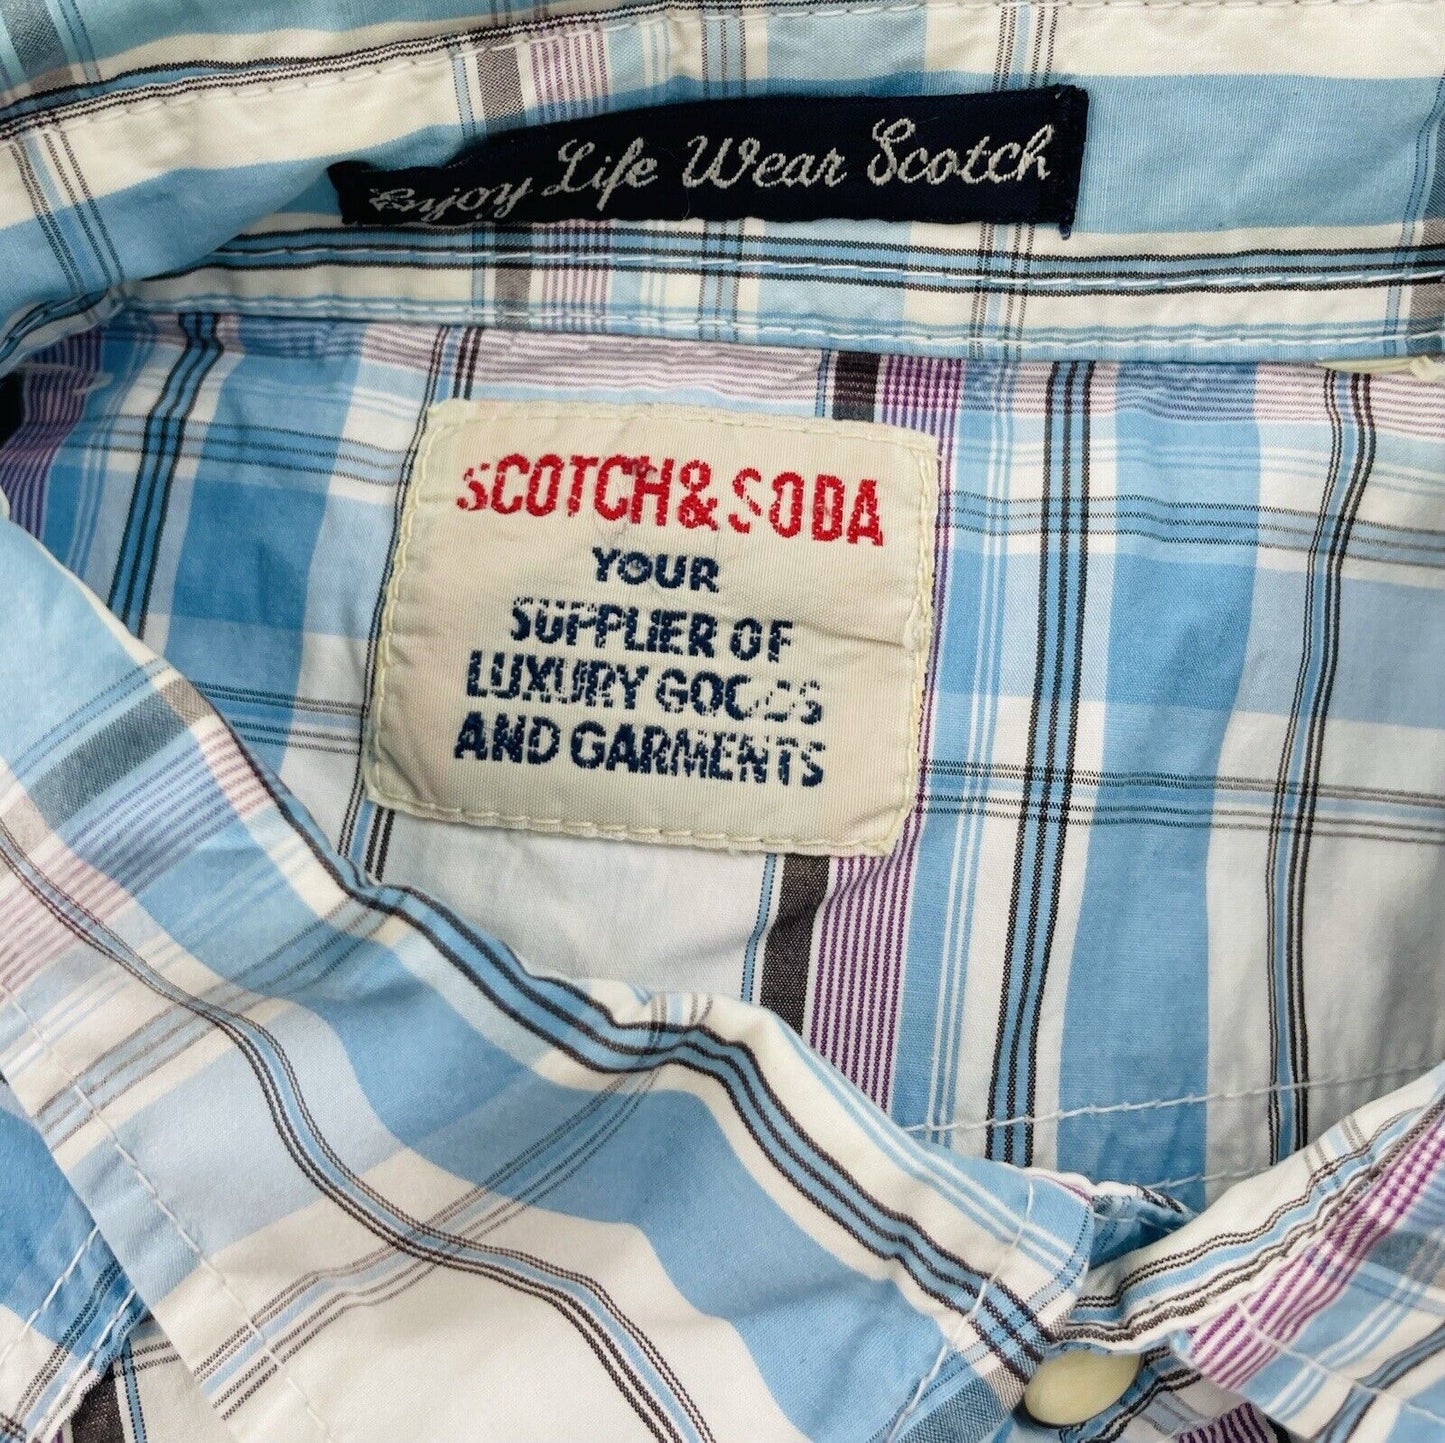 Enjoy Life Wear Scotch
SCOTCH & SODA
YOUR
SUPPLIER OF
LUXURY GOODS
AND GARMENTS